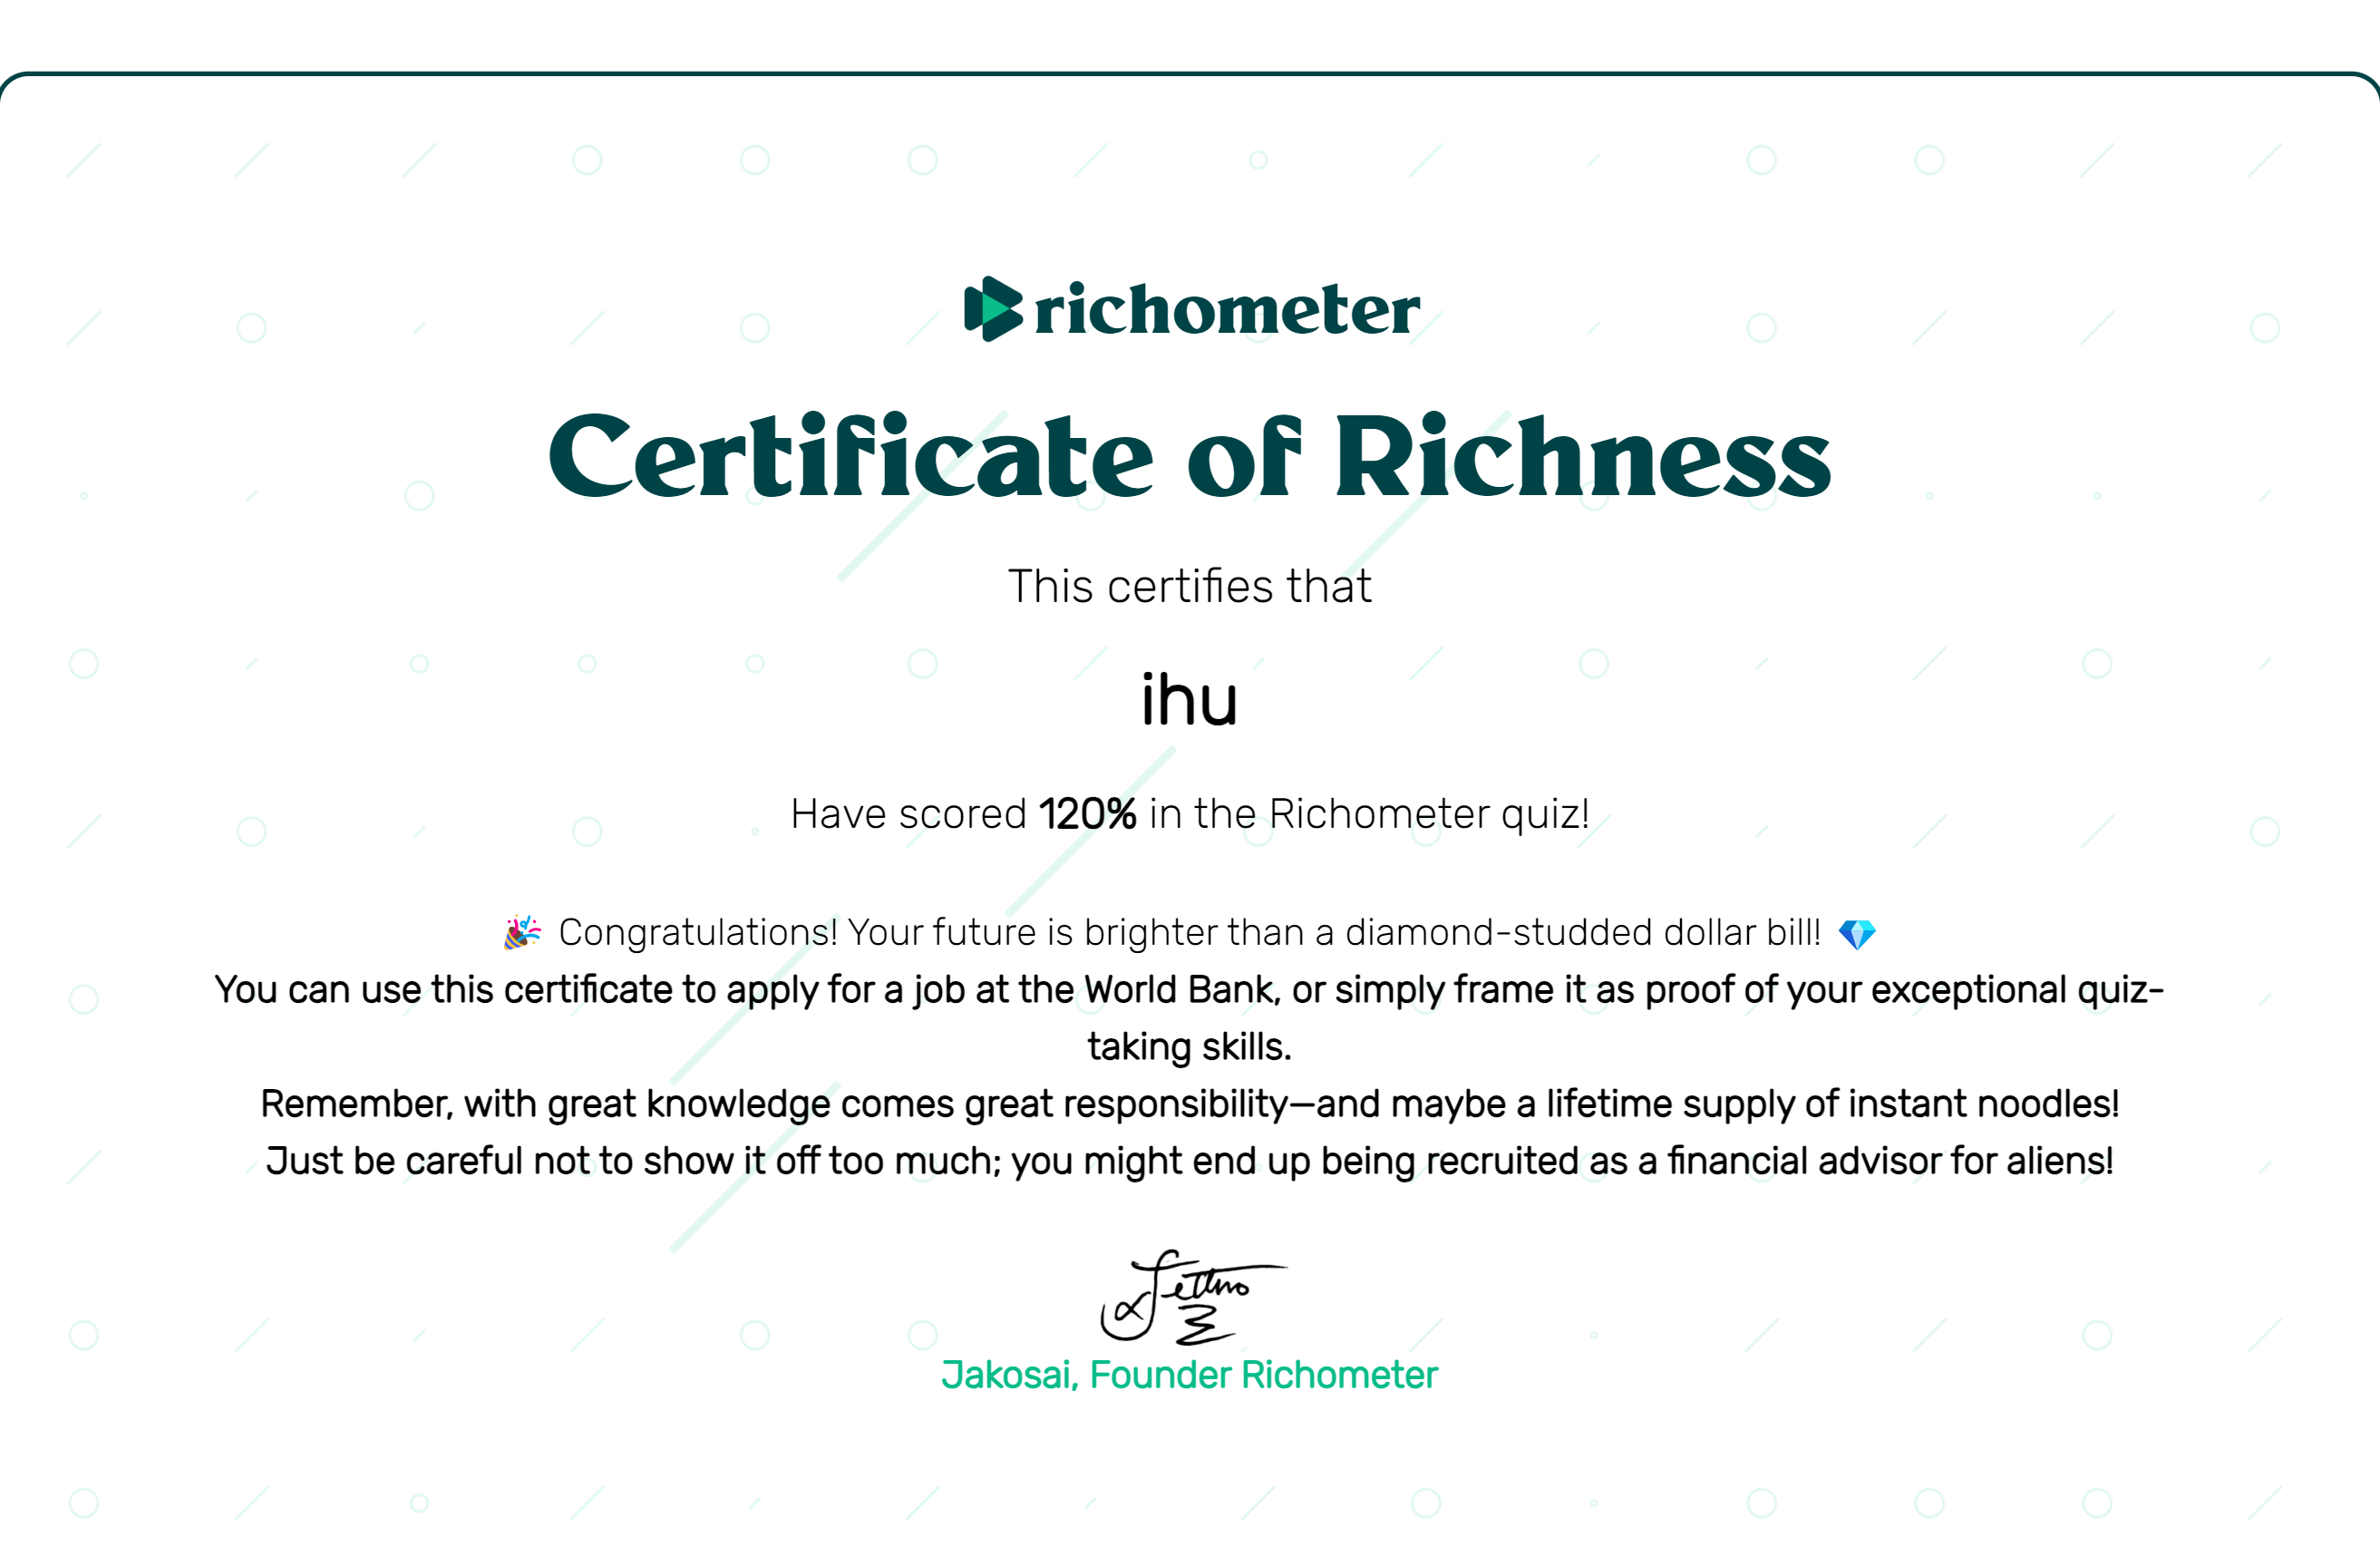 richometer
Certificate of Richness
This certifies that
ihu
Have scored 120% in the Richometer quiz!
🎉 Congratulations! Your future is brighter than a diamond-studded dollar bill! 💎
You can use this certificate to apply for a job at the World Bank, or simply frame it as proof of your exceptional quiz-
taking skills.
Remember, with great knowledge comes great responsibility—and maybe a lifetime supply of instant noodles!
Just be careful not to show it off too much; you might end up being recruited as a financial advisor for aliens!
Jakosai, Founder Richometer